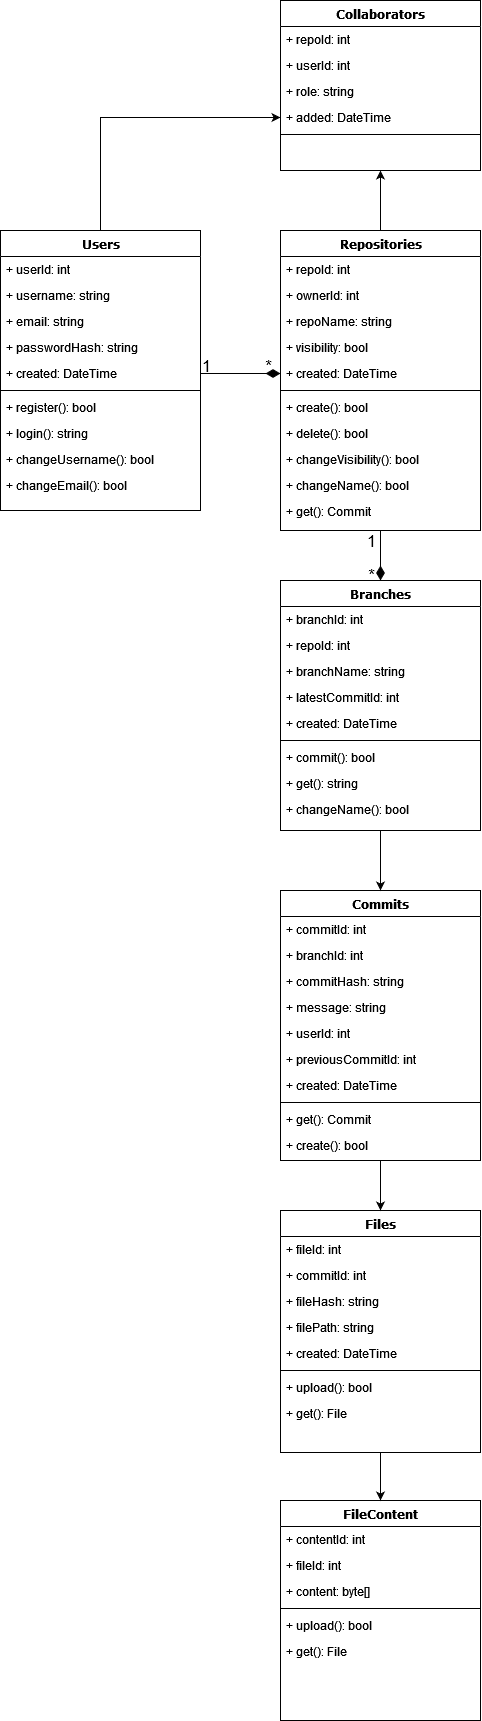 Collaborators
+ repoId: int
+ userId: int
+ role: string
+ added: DateTime
Users
+ userId: int
+ username: string
+ email: string
+ passwordHash: string
+ created: DateTime
+ register(): bool
+ login(): string
+ changeUsername(): bool
+ changeEmail(): bool
1
*
Repositories
+ repoId: int
+ ownerId: int
+ repoName: string
+ visibility: bool
+ created: DateTime
+ create(): bool
+ delete(): bool
+ changeVisibility(): bool
+ changeName(): bool
+ get(): Commit
1
*
Branches
+ branchId: int
+ repoId: int
+ branchName: string
+ latestCommitId: int
+ created: DateTime
+ commit(): bool
+ get(): string
+ changeName(): bool
Commits
+ commitId: int
+ branchId: int
+ commitHash: string
+ message: string
+ userId: int
+ previousCommitId: int
+ created: DateTime
+ get(): Commit
+ create(): bool
Files
+ fileId: int
+ commitId: int
+ fileHash: string
+ filePath: string
+ created: DateTime
+ upload(): bool
+ get(): File
FileContent
+ contentId: int
+ fileId: int
+ content: byte[]
+ upload(): bool
+ get(): File